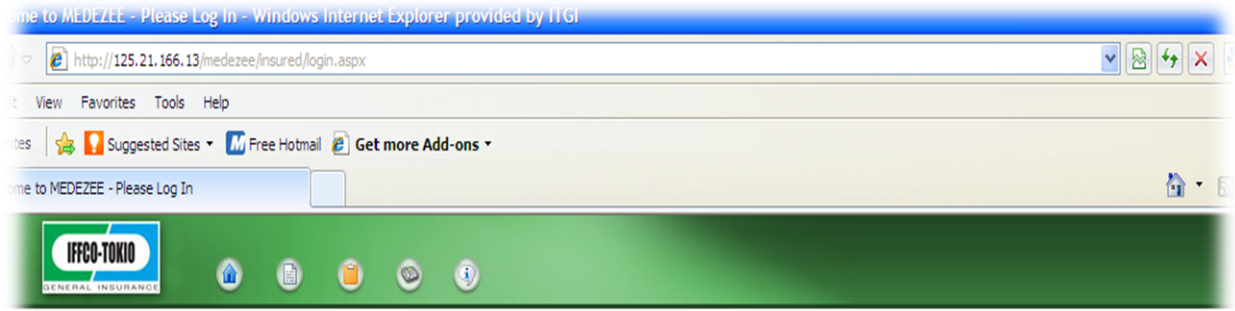 ome to MEDEZEE - Please Log In - Windows Internet Explorer provided by ITGI
http://125.21.166.13/medezee/insured/login.aspx
View Favorites Tools Help
ites Suggested Sites Free Hotmail Get more Add-ons
ome to MEDEZEE - Please Log In
IFFCO-TOKIO
GENERAL INSURANCE